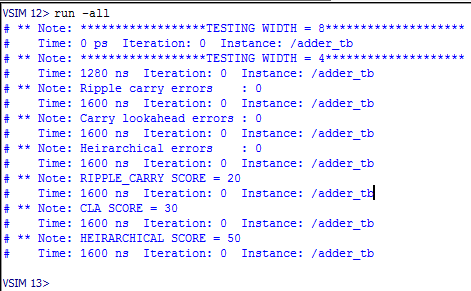 VSIM 12> run -all
# ** Note: ******************TESTING WIDTH = 8********************
#    Time: 0 ps  Iteration: 0  Instance: /adder_tb
# ** Note: ******************TESTING WIDTH = 4********************
#    Time: 1280 ns  Iteration: 0  Instance: /adder_tb
# ** Note: Ripple carry errors    : 0
#    Time: 1600 ns  Iteration: 0  Instance: /adder_tb
# ** Note: Carry lookahead errors : 0
#    Time: 1600 ns  Iteration: 0  Instance: /adder_tb
# ** Note: Heirarchical errors    : 0
#    Time: 1600 ns  Iteration: 0  Instance: /adder_tb
# ** Note: RIPPLE_CARRY SCORE = 20
#    Time: 1600 ns  Iteration: 0  Instance: /adder_tb
# ** Note: CLA SCORE = 30
#    Time: 1600 ns  Iteration: 0  Instance: /adder_tb
# ** Note: HEIRARCHICAL SCORE = 50
#    Time: 1600 ns  Iteration: 0  Instance: /adder_tb
VSIM 13>